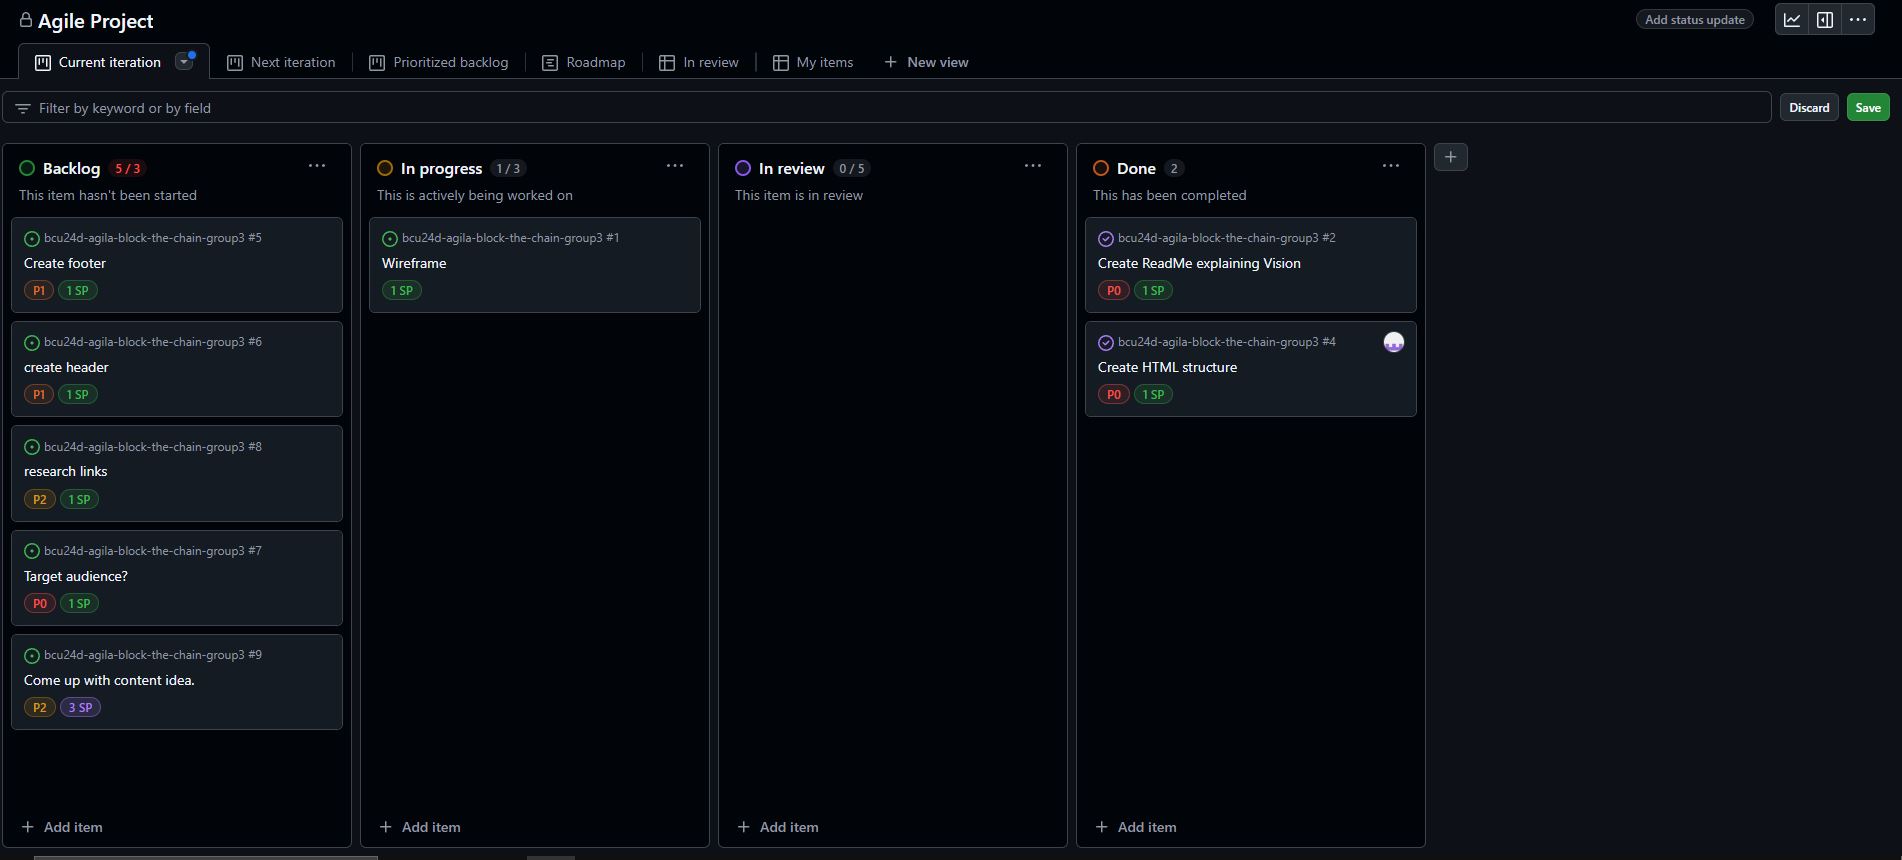 Agile Project
Add status update
Current iteration
Next iteration
Prioritized backlog
Roadmap
In review
My items
New view
Filter by keyword or by field
Discard
Save
Backlog 5 / 3
This item hasn't been started
bcu24d-agila-block-the-chain-group3 #5
Create footer
P1 1 SP
bcu24d-agila-block-the-chain-group3 #6
create header
P1 1 SP
bcu24d-agila-block-the-chain-group3 #8
research links
P2 1 SP
bcu24d-agila-block-the-chain-group3 #7
Target audience?
P0 1 SP
bcu24d-agila-block-the-chain-group3 #9
Come up with content idea.
P2 3 SP
Add item
In progress 1 / 3
This is actively being worked on
bcu24d-agila-block-the-chain-group3 #1
Wireframe
1 SP
Add item
In review 0 / 5
This item is in review
Add item
Done 2
This has been completed
bcu24d-agila-block-the-chain-group3 #2
Create ReadMe explaining Vision
P0 1 SP
bcu24d-agila-block-the-chain-group3 #4
Create HTML structure
P0 1 SP
Add item